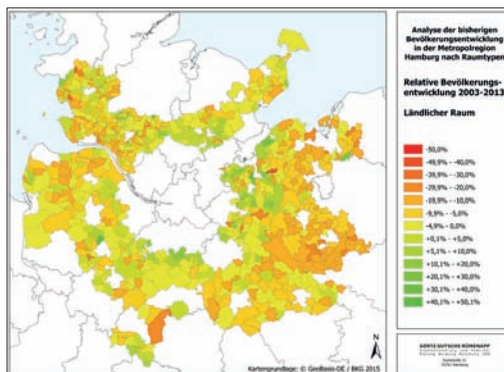 Analyse der bisherigen
Bevölkerungsentwicklung
in der Metropolregion
Hamburg nach Raumtypen
Relative Bevölkerungs-
entwicklung 2003-2013
Ländlicher Raum
-50,0%
-49,9% - -40,0%
-39,9% - -30,0%
-29,9% - -20,0%
-19,9% - -10,0%
-9,9% - -5,0%
-4,9% - 0,0%
+0,1% - +5,0%
+5,1% - +10,0%
+10,1% - +20,0%
+20,1% - +30,0%
+30,1% - +40,0%
+40,1% - +50,1%
N
Kartengrundlage: © GeoBasis-DE / BKG 2015
GERTZ GUTSCHE RÜMENAPP